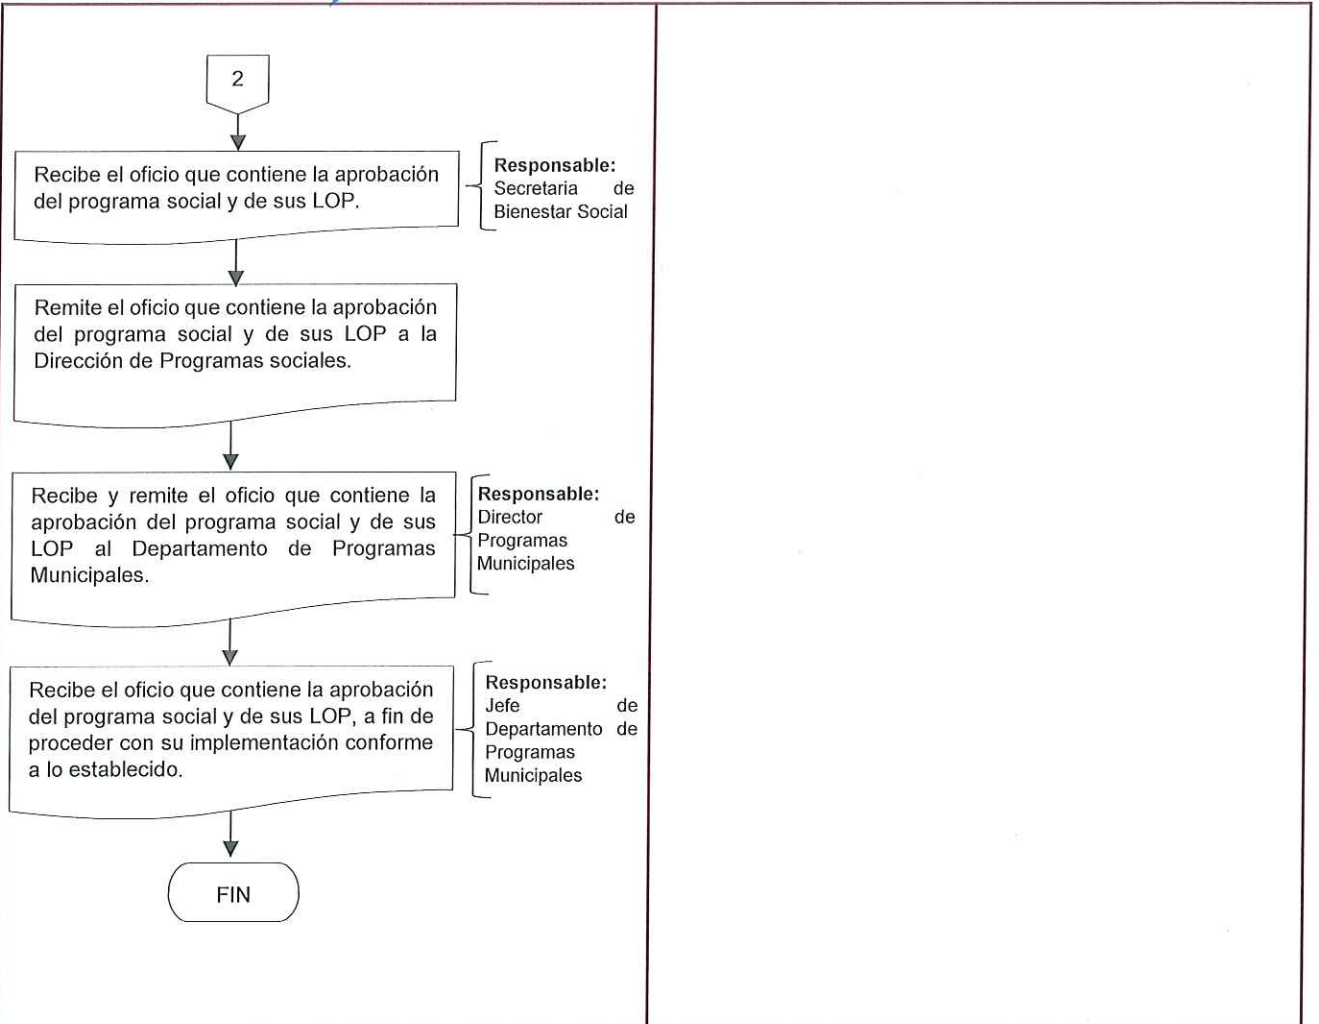 2
Recibe el oficio que contiene la aprobación
del programa social y de sus LOP.
Responsable:
Secretaria de
Bienestar Social
Remite el oficio que contiene la aprobación
del programa social y de sus LOP a la
Dirección de Programas sociales.
Recibe y remite el oficio que contiene la
aprobación del programa social y de sus
LOP al Departamento de Programas
Municipales.
Responsable:
Director de
Programas
Municipales
Recibe el oficio que contiene la aprobación
del programa social y de sus LOP, a fin de
proceder con su implementación conforme
a lo establecido.
Responsable:
Jefe de
Departamento de
Programas
Municipales
FIN